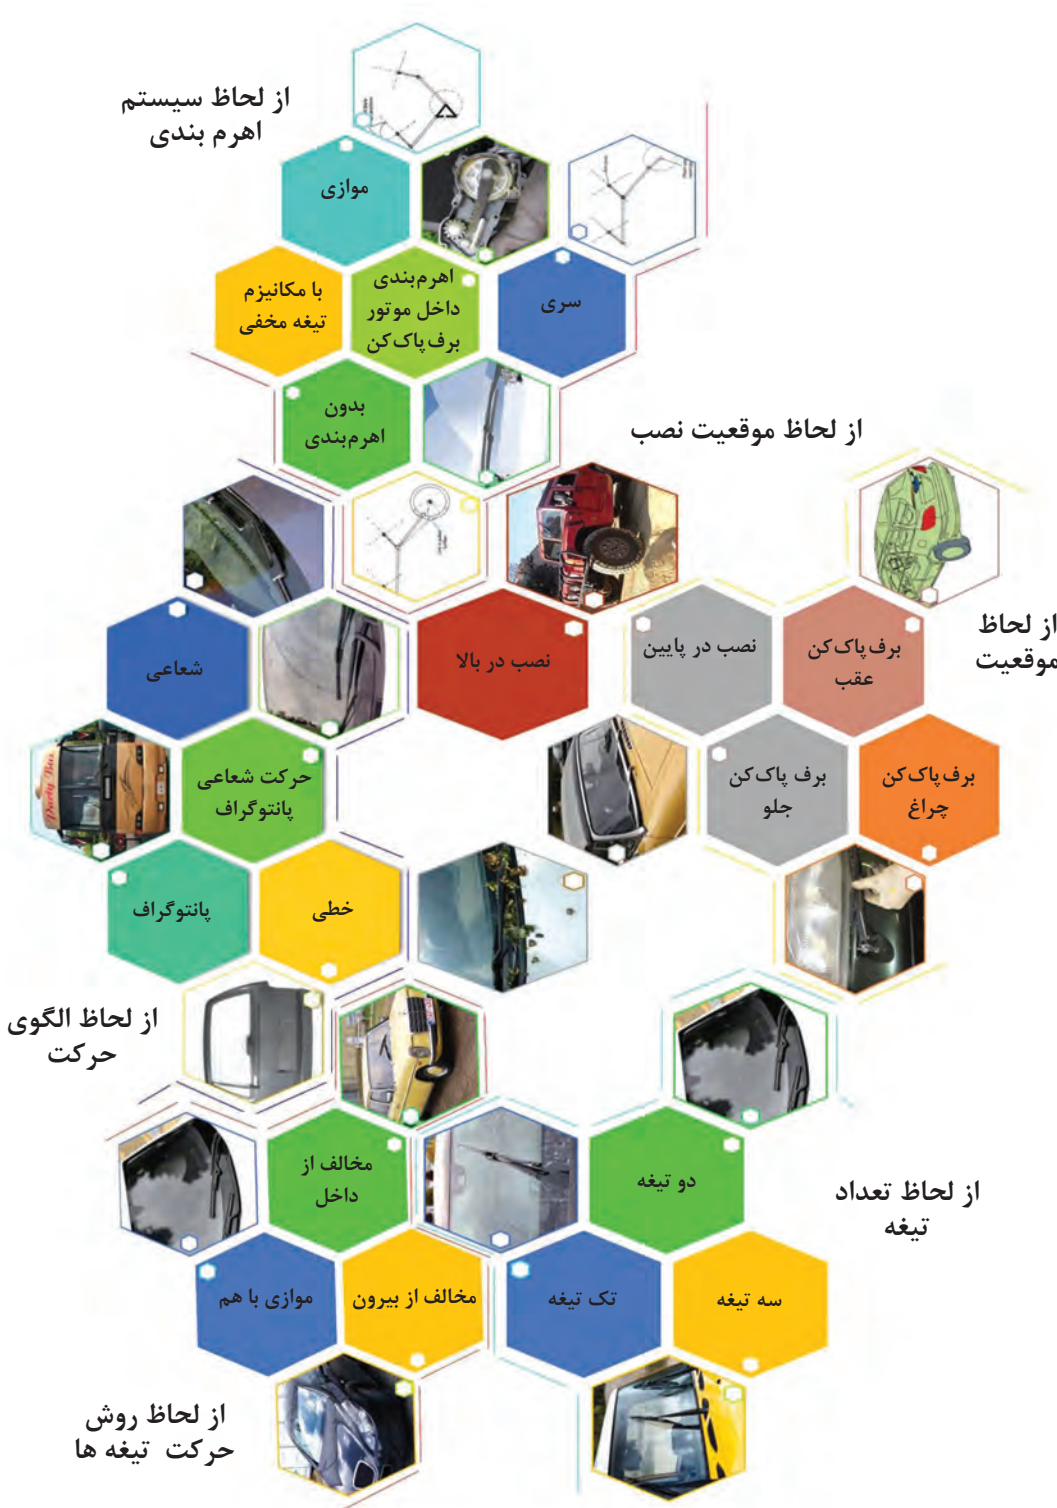 از لحاظ سیستم
اهرم بندی
موازی
با مکانیزم
تیغه مخفی
اهرم‌بندی
داخل موتور
برف پاک‌کن
سری
بدون
اهرم‌بندی
از لحاظ موقعیت نصب
نصب در بالا
نصب در پایین
برف پاک‌کن
عقب
از لحاظ
موقعیت
برف پاک‌کن
جلو
برف پاک‌کن
چراغ
شعاعی
حرکت شعاعی
پانتوگراف
پانتوگراف
خطی
Party Bus
از لحاظ الگوی
حرکت
مخالف از
داخل
موازی با هم
مخالف از بیرون
از لحاظ روش
حرکت تیغه ها
دو تیغه
تک تیغه
سه تیغه
از لحاظ تعداد
تیغه